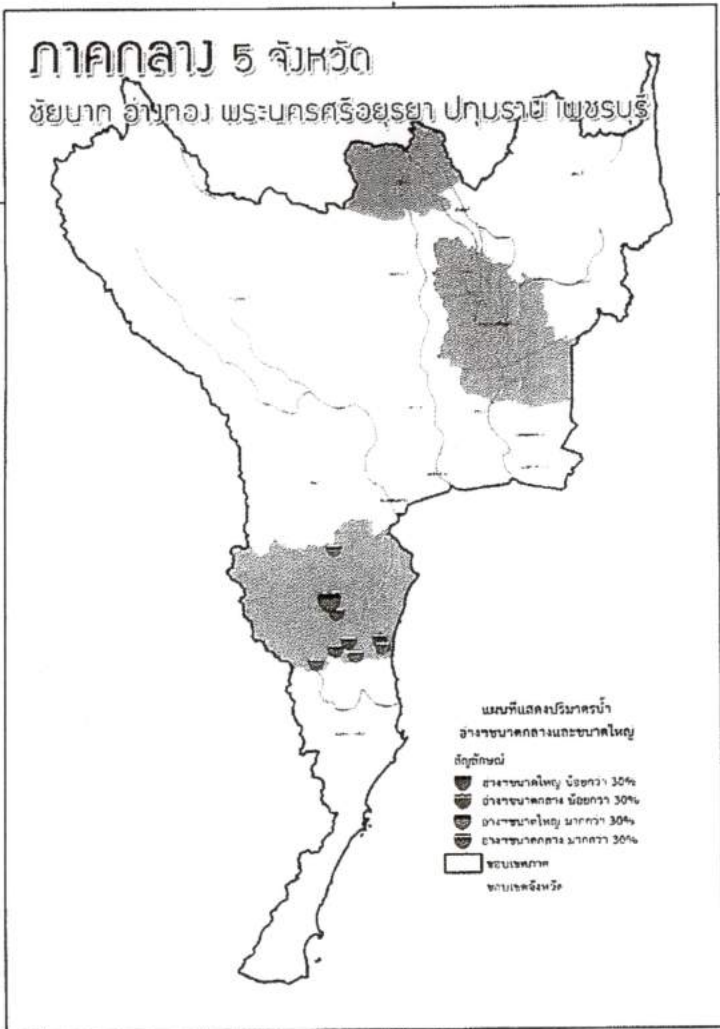 ภาคกลาง 5 จังหวัด
ชัยนาท อ่างทอง พระนครศรีอยุธยา ปทุมธานี เพชรบุรี
แผนที่แสดงปริมาตรน้ำ
อ่างฯขนาดกลางและขนาดใหญ่
สัญลักษณ์
อ่างฯขนาดใหญ่ น้อยกว่า 30%
อ่างฯขนาดกลาง น้อยกว่า 30%
อ่างฯขนาดใหญ่ มากกว่า 30%
อ่างฯขนาดกลาง มากกว่า 30%
ขอบเขตภาค
ขอบเขตจังหวัด